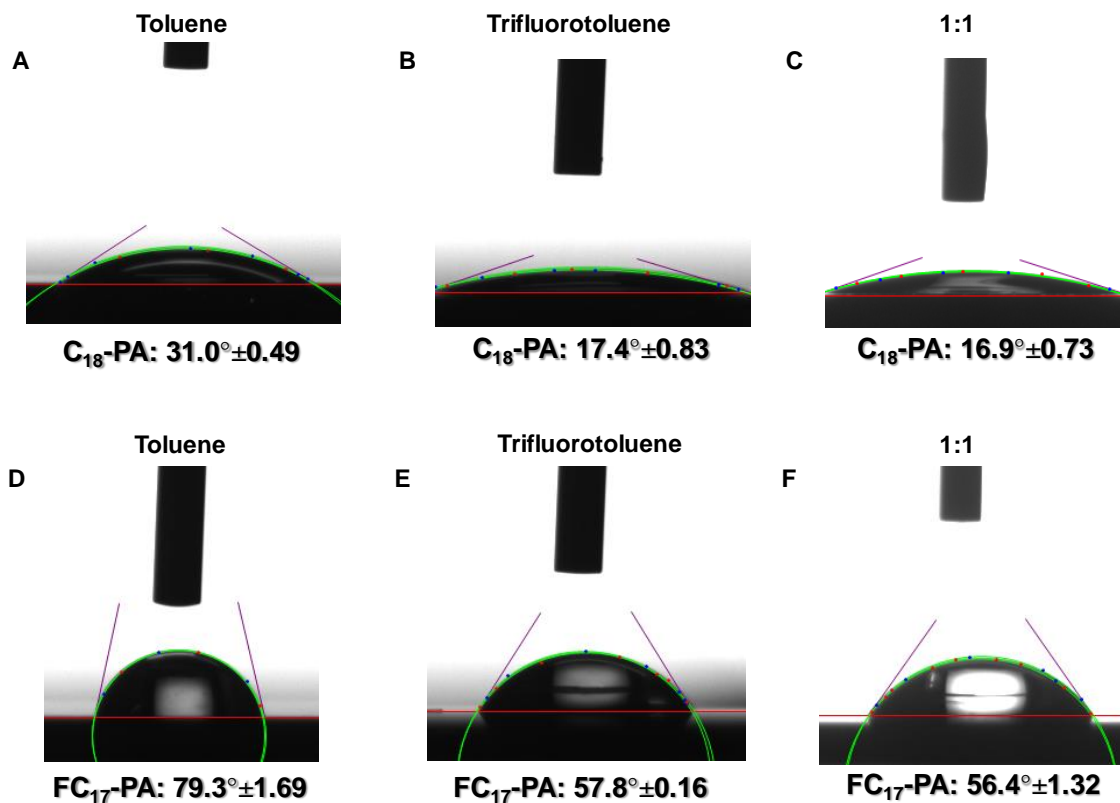 Toluene
Trifluorotoluene
1:1
A
B
C
C₁₈-PA: 31.0°±0.49
C₁₈-PA: 17.4°±0.83
C₁₈-PA: 16.9°±0.73
Toluene
Trifluorotoluene
1:1
D
E
F
FC₁₇-PA: 79.3°±1.69
FC₁₇-PA: 57.8°±0.16
FC₁₇-PA: 56.4°±1.32